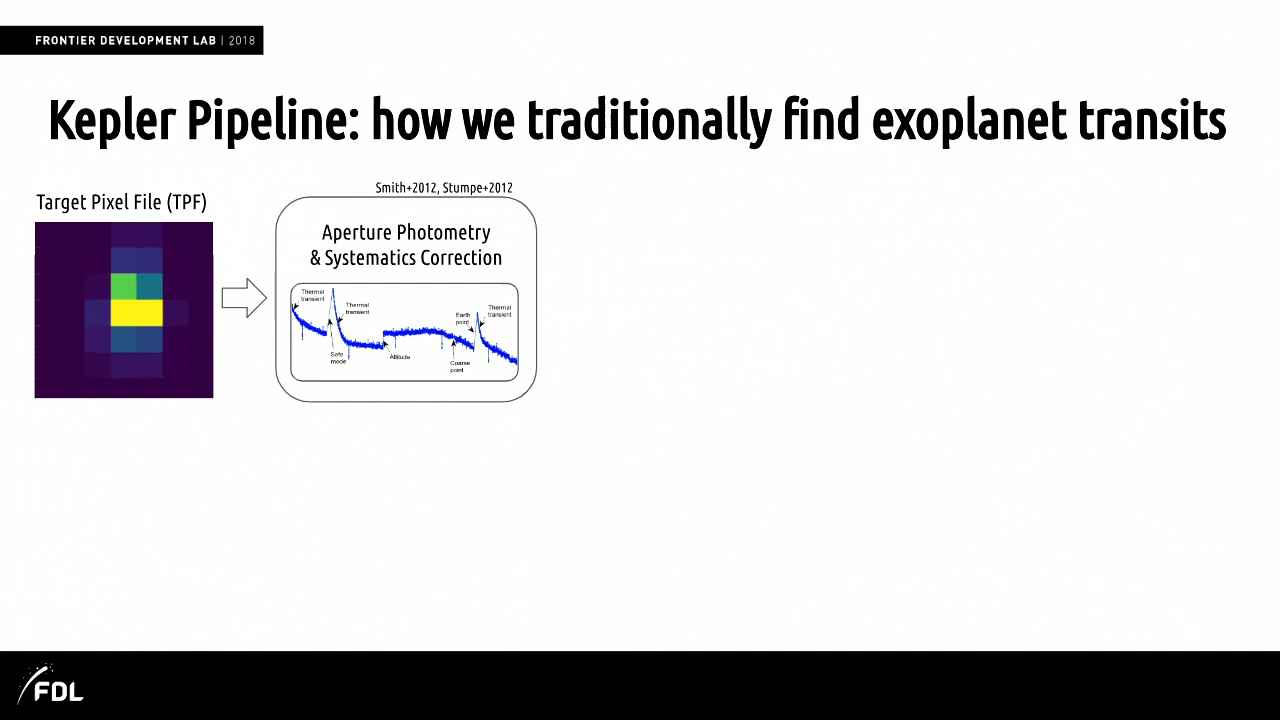 FRONTIER DEVELOPMENT LAB | 2018
Kepler Pipeline: how we traditionally find exoplanet transits
Target Pixel File (TPF)
Smith+2012, Stumpe+2012
Aperture Photometry
& Systematics Correction
Thermal
transient
Thermal
transient
Safe
mode
Attitude
Earth
point
Thermal
transient
Coarse
point
FDL